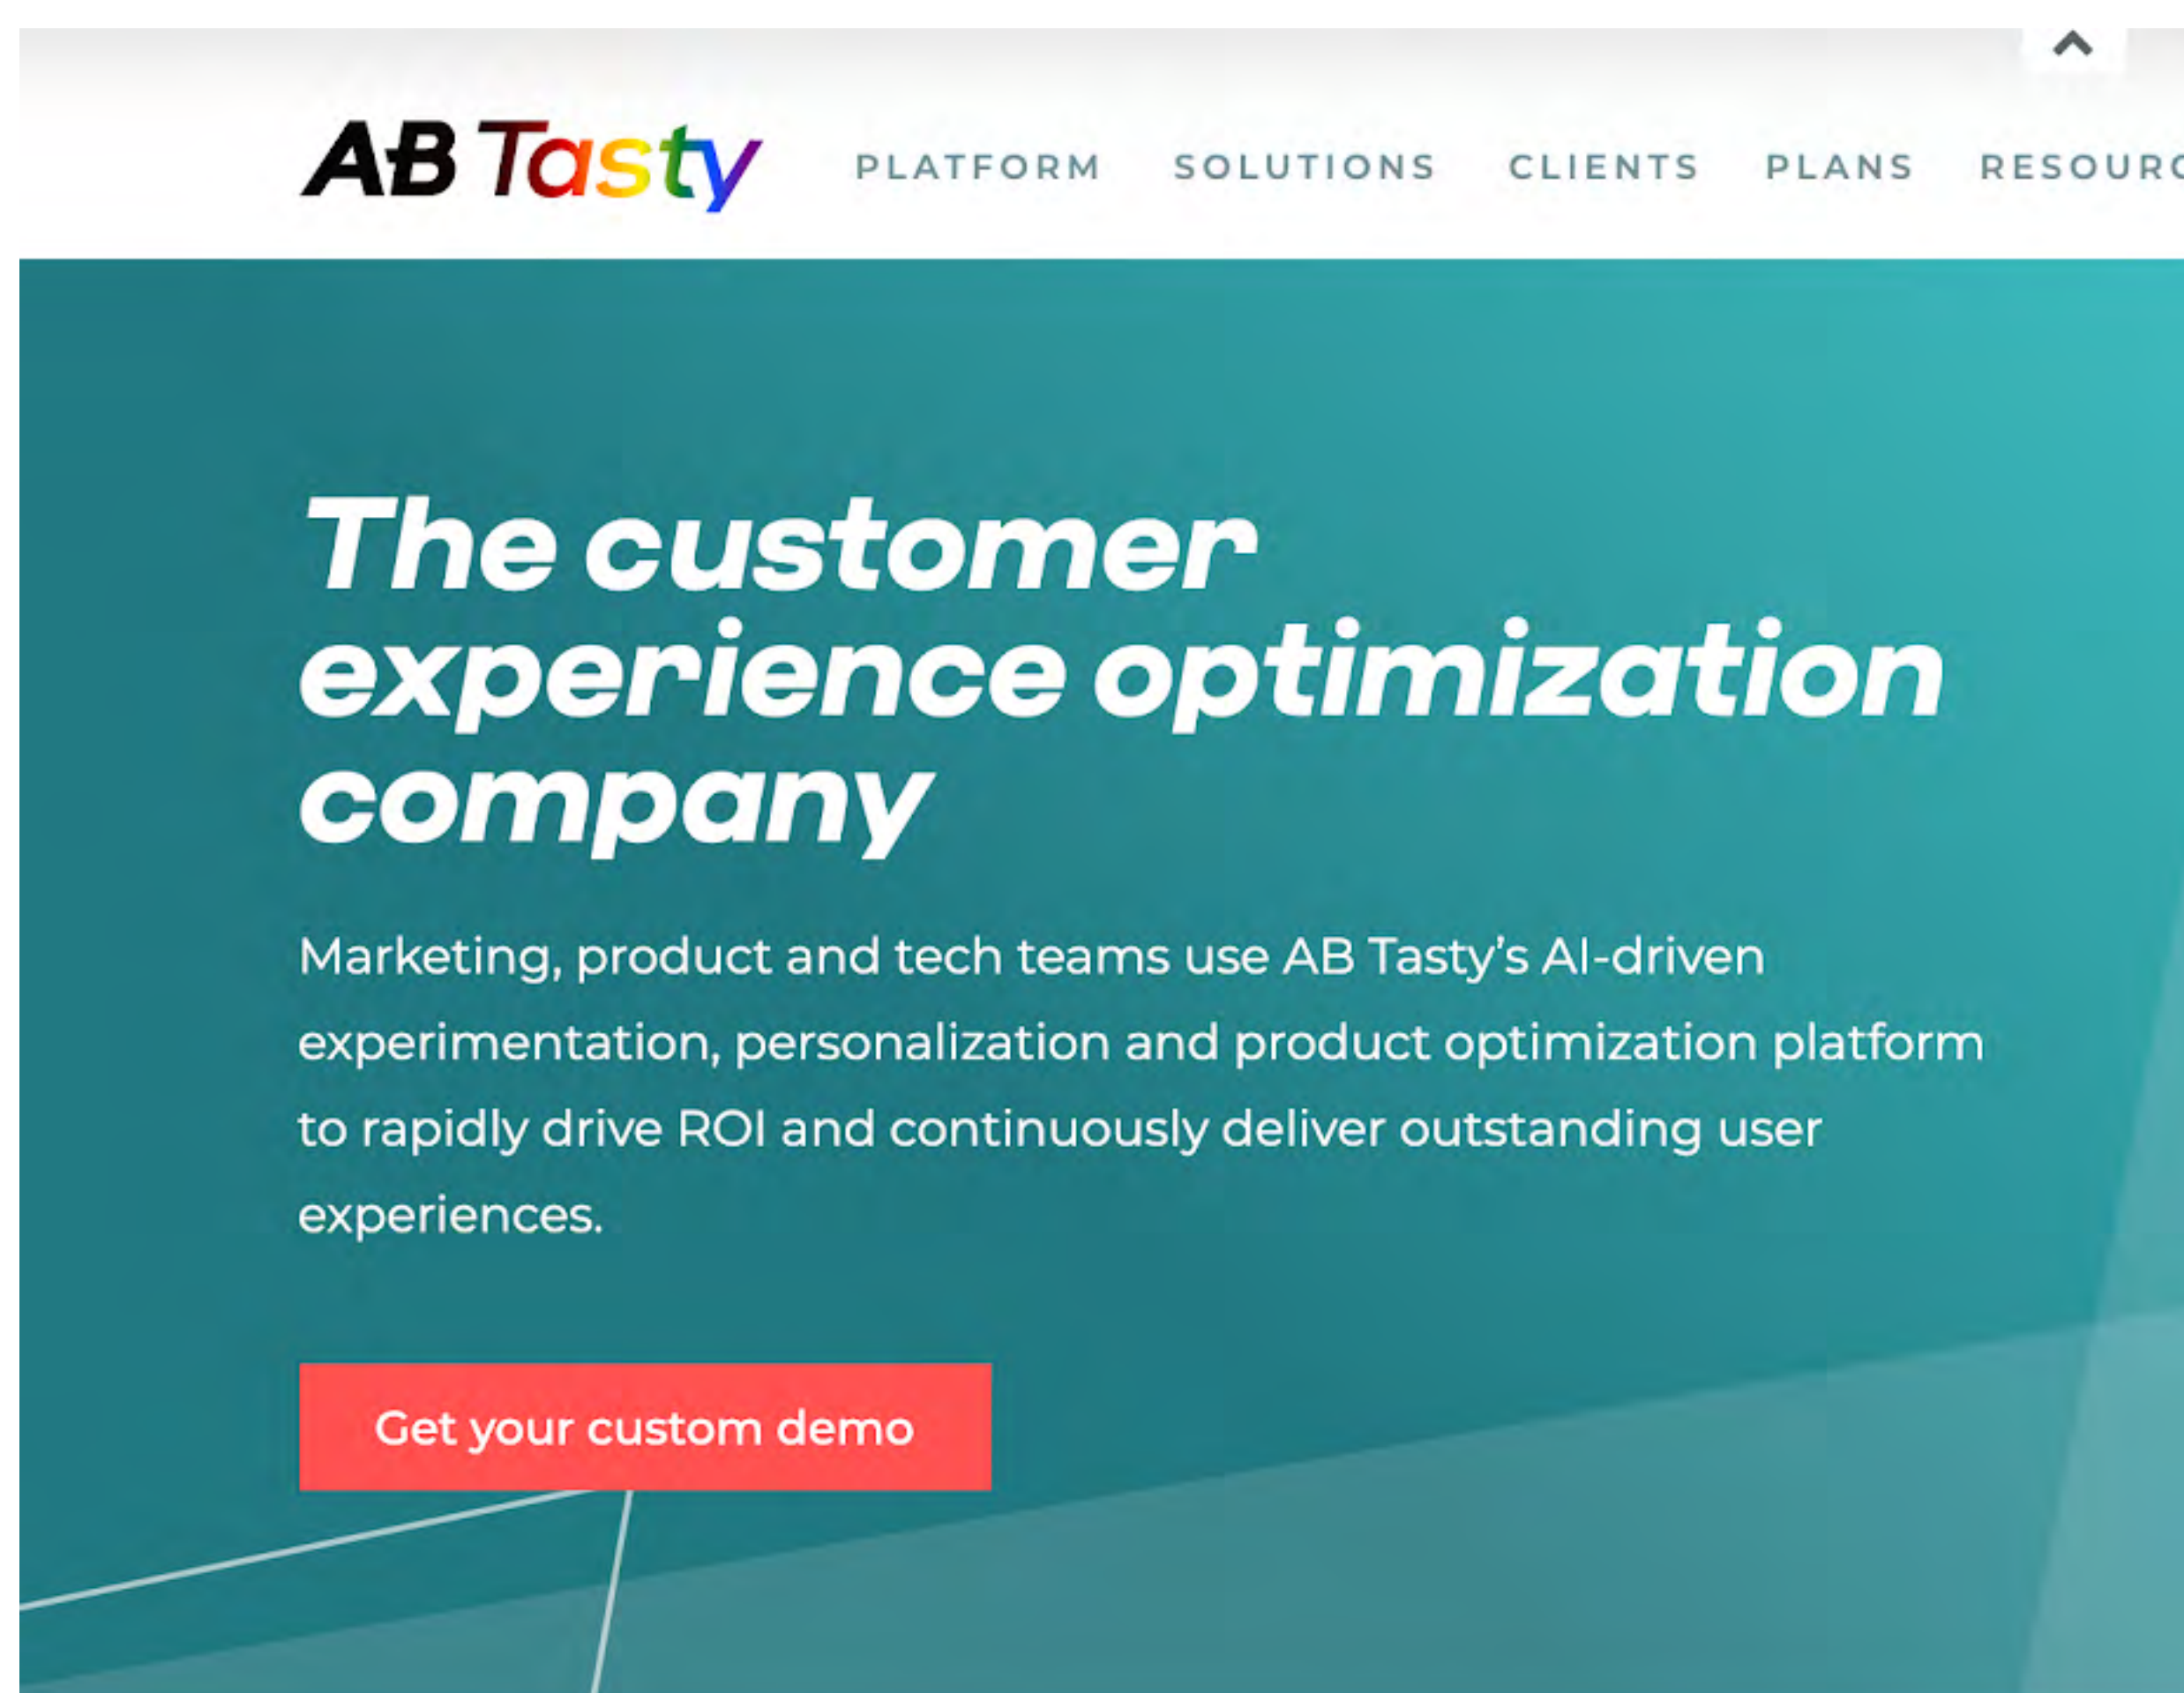 AB Tasty
PLATFORM SOLUTIONS CLIENTS PLANS
The customer
experience optimization
company
Marketing, product and tech teams use AB Tasty’s AI-driven
experimentation, personalization and product optimization platform
to rapidly drive ROI and continuously deliver outstanding user
experiences.
Get your custom demo